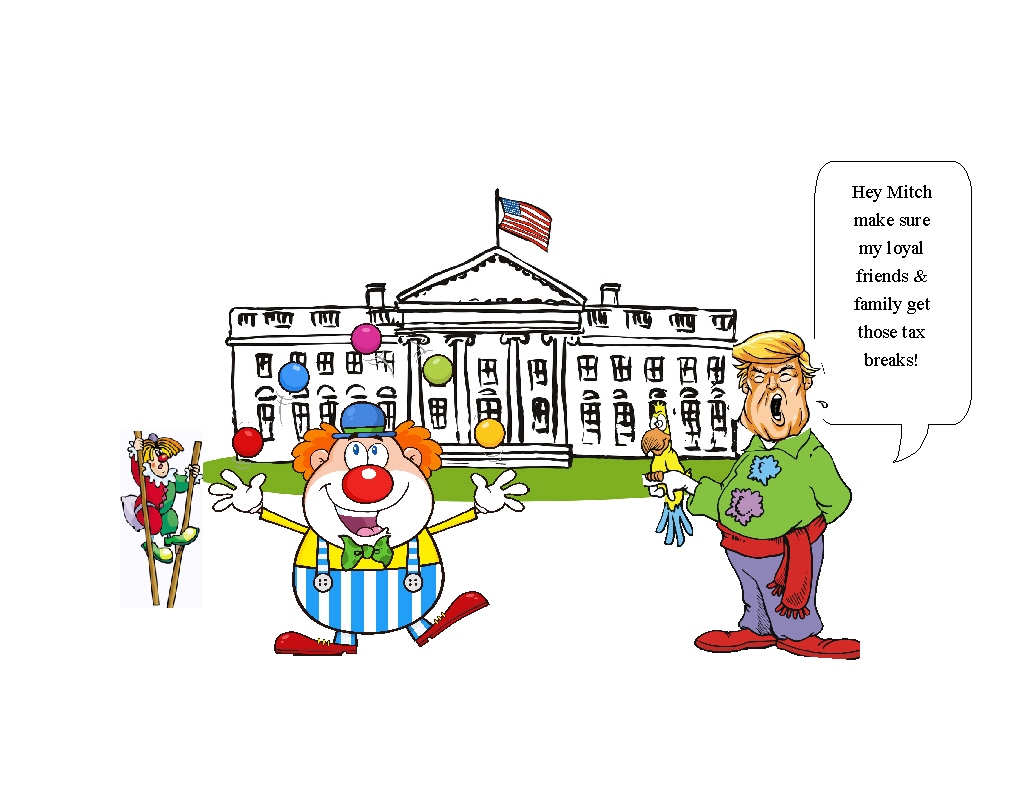 Hey Mitch
make sure
my loyal
friends &
family get
those tax
breaks!